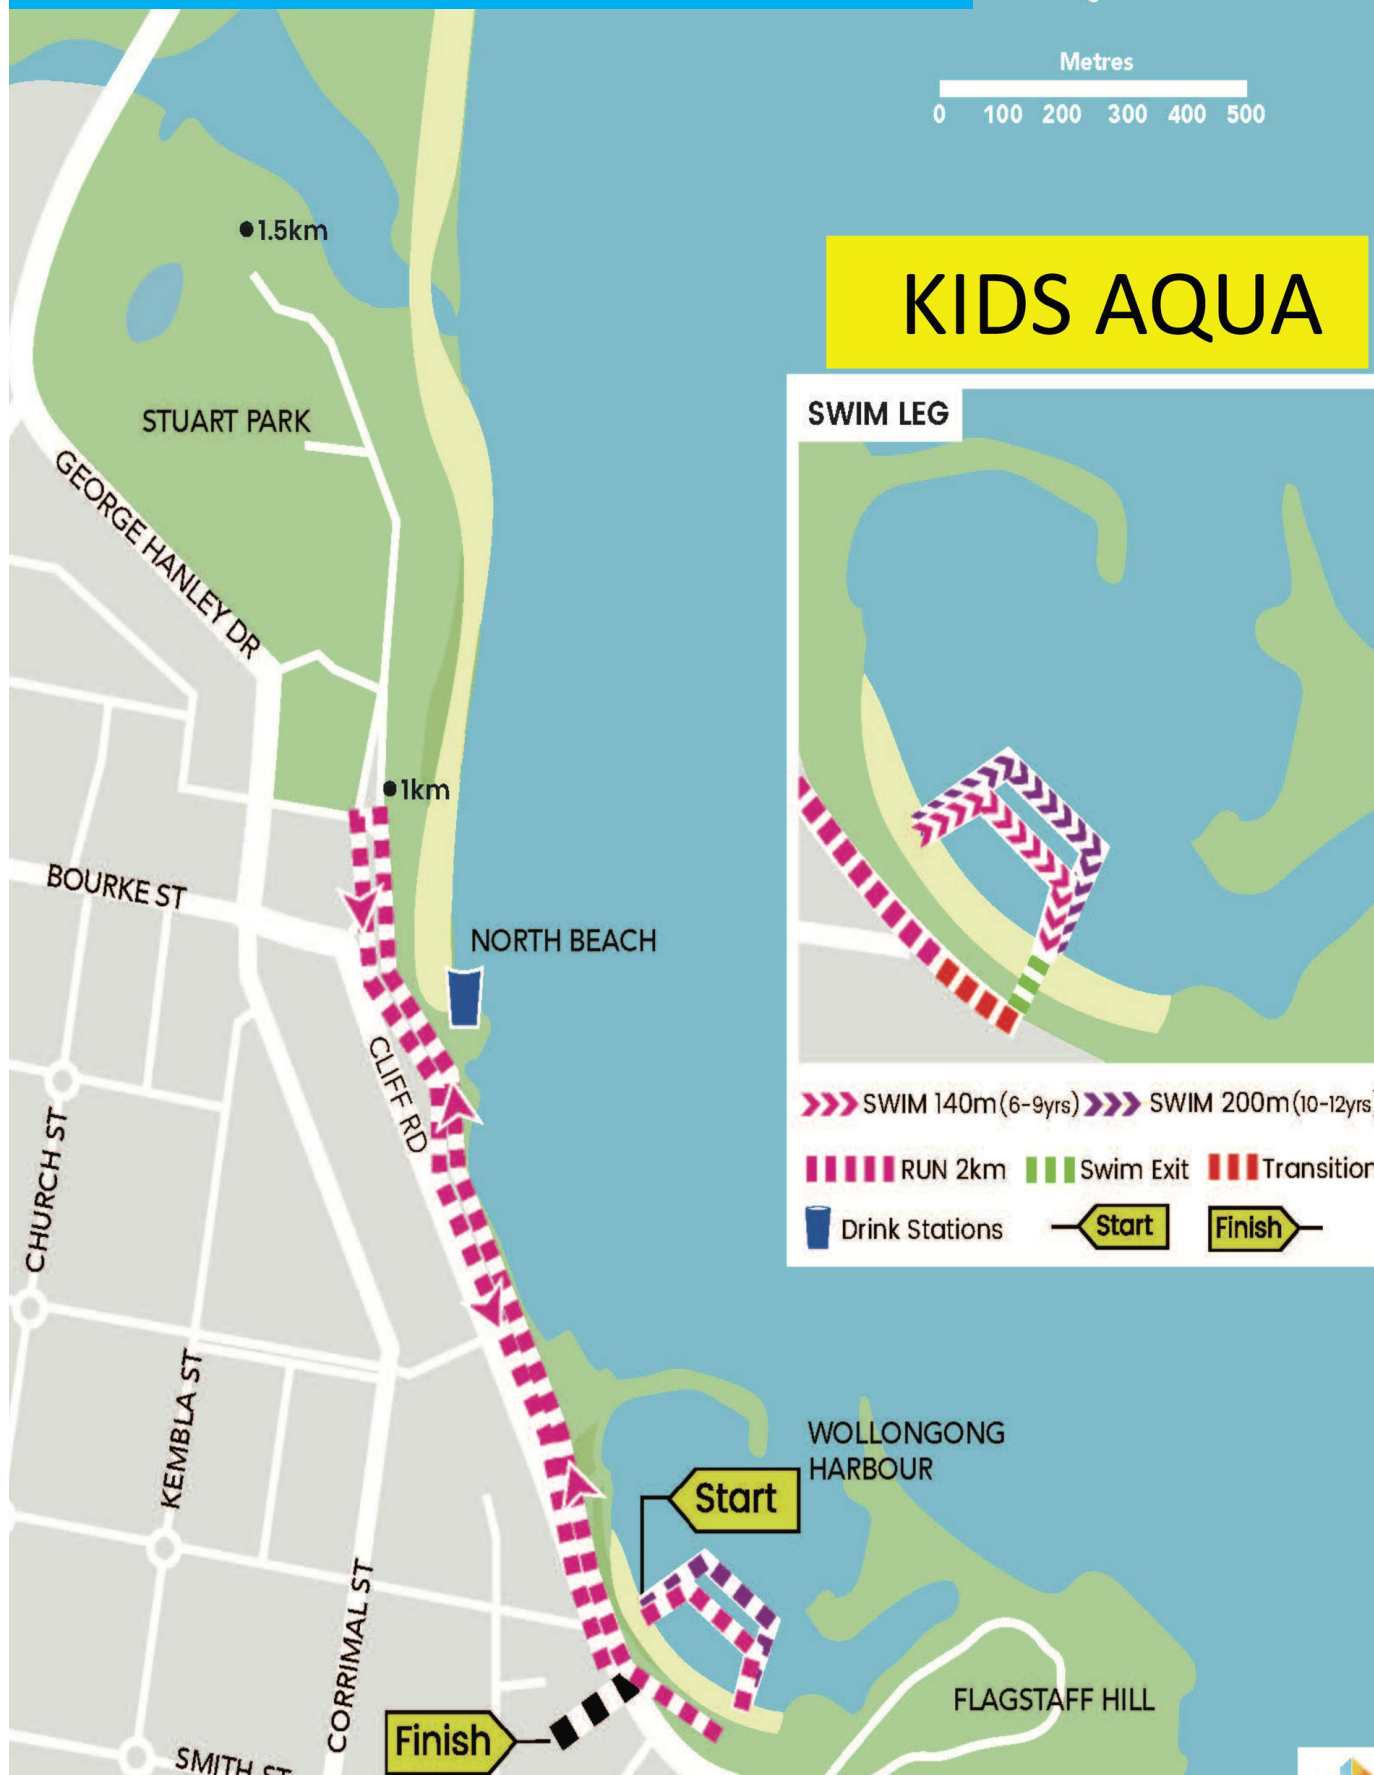 Metres
0 100 200 300 400 500
1.5km
KIDS AQUA
SWIM LEG
STUART PARK
GEORGE HANLEY DR
1km
BOURKE ST
NORTH BEACH
CLIFF RD
SWIM 140m(6-9yrs) SWIM 200m(10-12yrs)
RUN 2km Swim Exit Transition
Drink Stations Start Finish
CHURCH ST
KEMBLA ST
WOLLONGONG
HARBOUR
Start
CORRIMAL ST
FLAGSTAFF HILL
Finish
SMITH ST